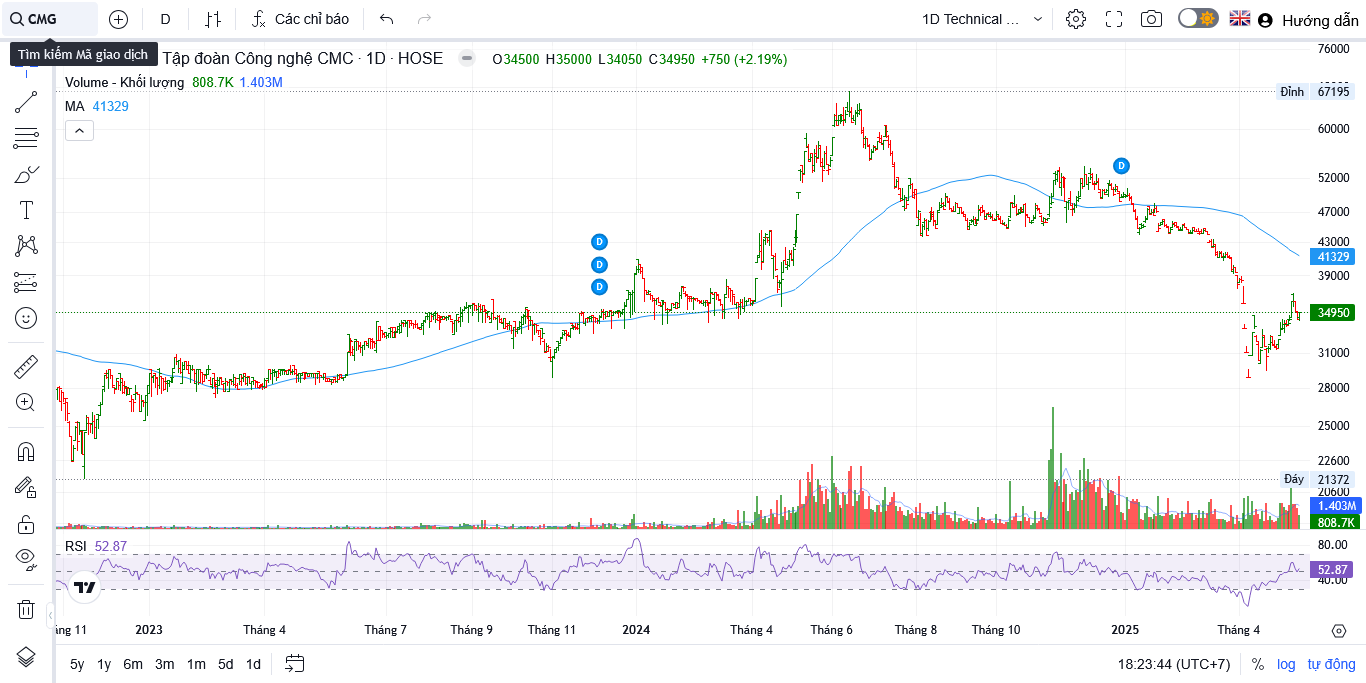 CMG D Các chỉ báo 1D Technical ... Hướng dẫn
Tìm kiếm Mã giao dịch
Tập đoàn Công nghệ CMC · 1D · HOSE O34500 H35000 L34050 C34950 +750 (+2.19%)
Volume - Khối lượng 808.7K 1.403M
MA 41329
76000
Đỉnh 67195
60000
D
52000
47000
D
43000
41329
D
39000
D
34950
31000
28000
25000
22600
Đáy 21372
20600
1.403M
808.7K
RSI 52.87
80.00
52.87
40.00
2023 Tháng 4 Tháng 7 Tháng 9 Tháng 11 2024 Tháng 4 Tháng 6 Tháng 8 Tháng 10 2025 Tháng 4
5y 1y 6m 3m 1m 5d 1d 18:23:44 (UTC+7) % log tự động